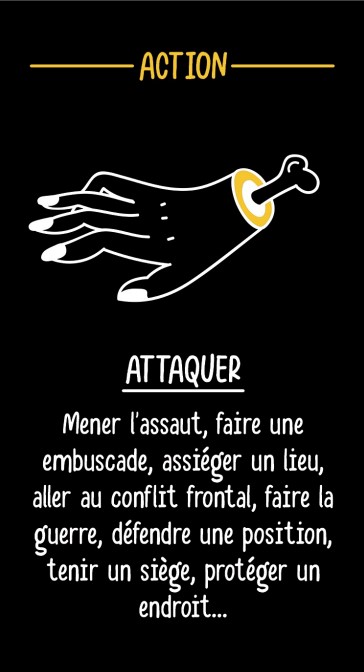 ACTION
ATTAQUER
Mener l'assaut, faire une
embuscade, assiéger un lieu,
aller au conflit frontal, faire la
guerre, défendre une position,
tenir un siège, protéger un
endroit...